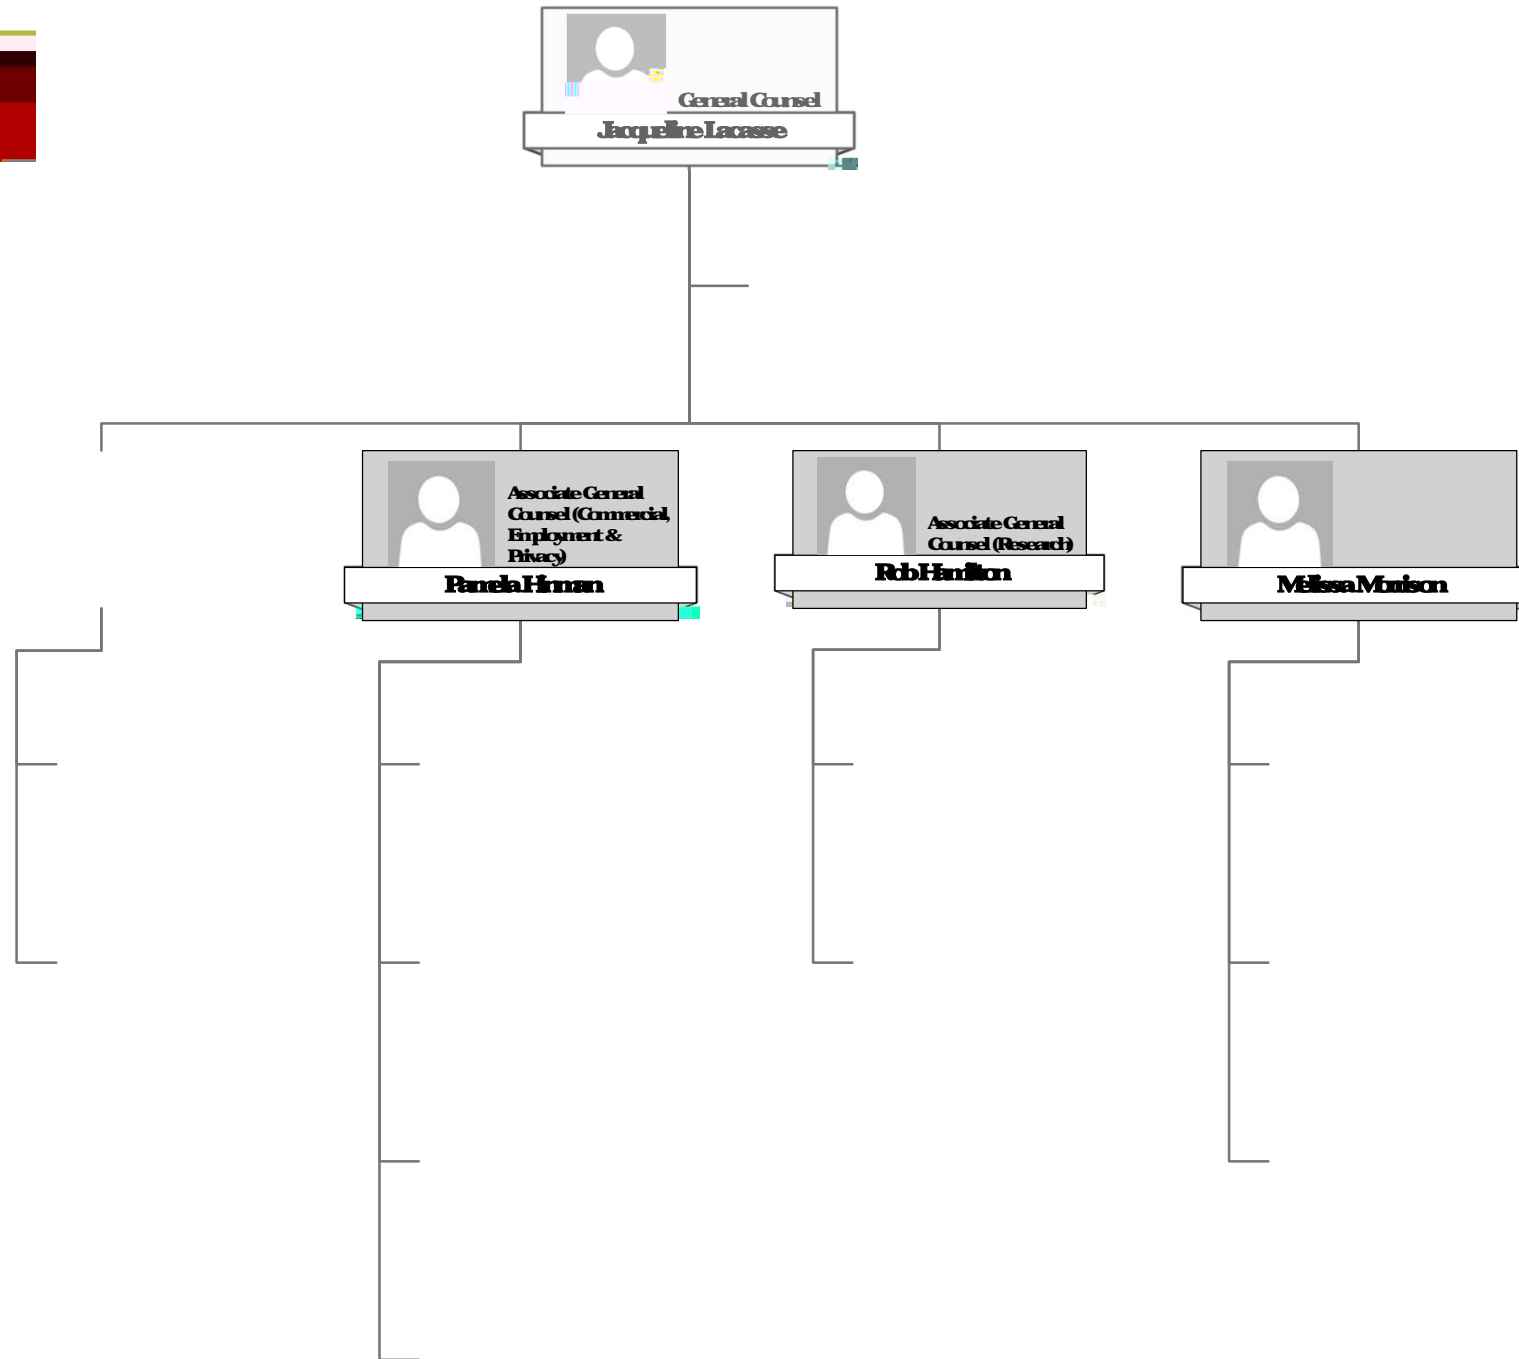 General Counsel
Jacqueline Lacasse
Associate General
Counsel (Commercial,
Employment &
Privacy)
Pamela Hinman
Associate General
Counsel (Research)
Rob Hamilton
Melissa Morrison